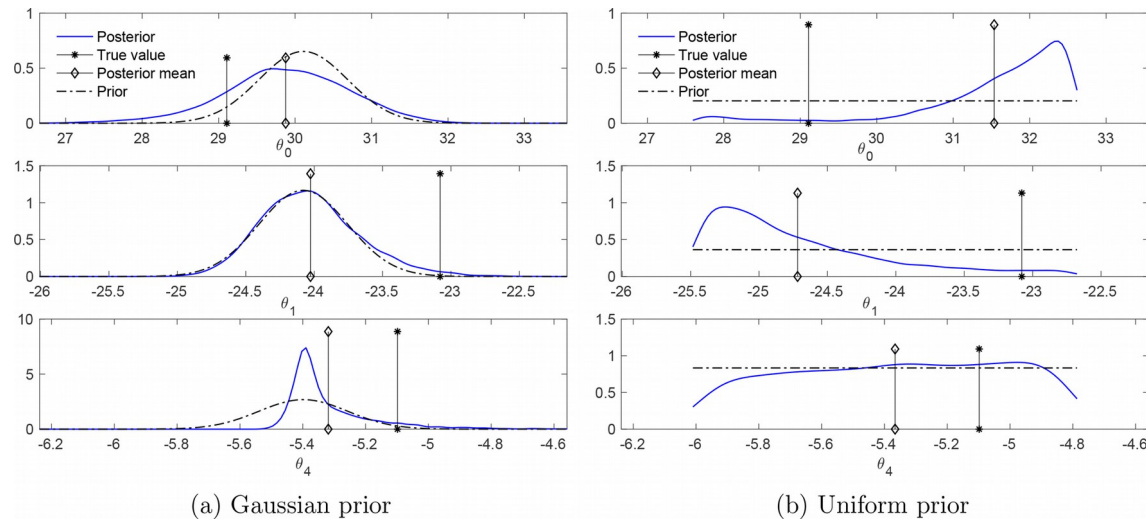 1
0.5
0
Posterior
True value
Posterior mean
Prior
27 28 29 30 31 32 33
θ0
1.5
1
0.5
0
-26 -25.5 -25 -24.5 -24 -23.5 -23 -22.5
θ1
10
5
0
-6.2 -6 -5.8 -5.6 -5.4 -5.2 -5 -4.8 -4.6
θ4
(a) Gaussian prior
1
0.5
0
Posterior
True value
Posterior mean
Prior
27 28 29 30 31 32 33
θ0
1.5
1
0.5
0
-26 -25.5 -25 -24.5 -24 -23.5 -23 -22.5
θ1
1.5
1
0.5
0
-6.2 -6 -5.8 -5.6 -5.4 -5.2 -5 -4.8 -4.6
θ4
(b) Uniform prior